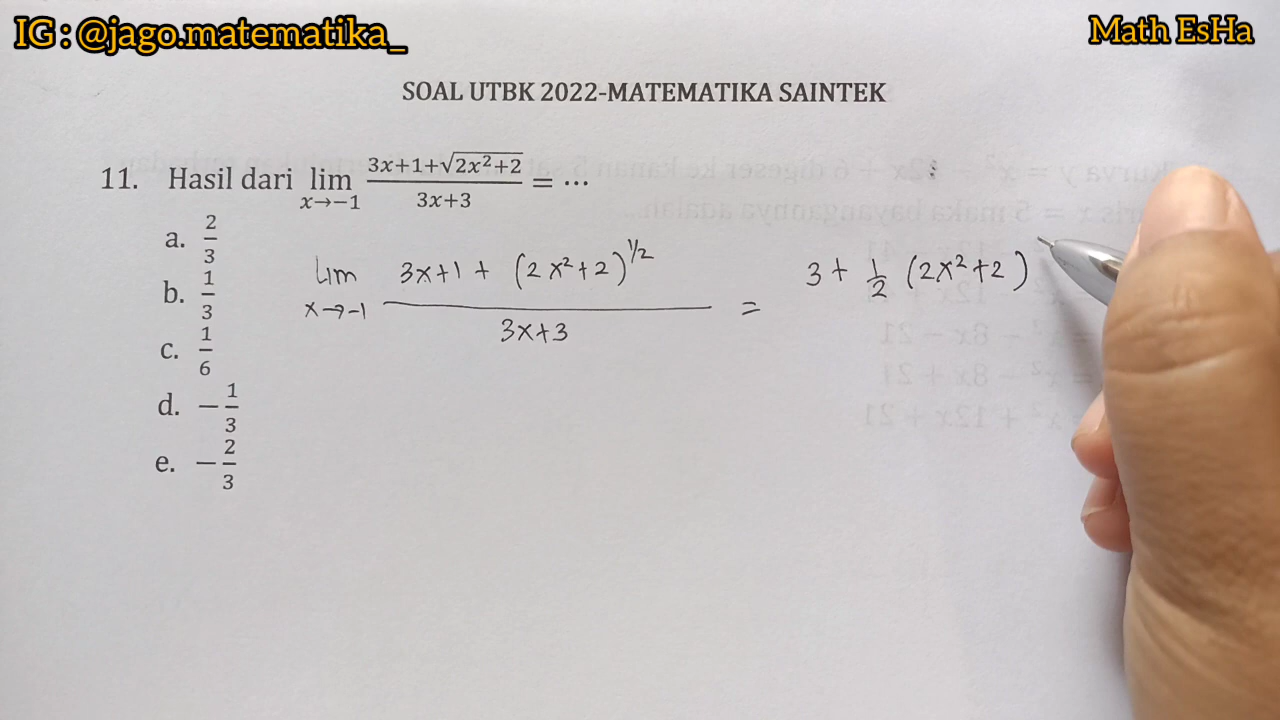 IG : @jago.matematika_
Math EsHa
SOAL UTBK 2022-MATEMATIKA SAINTEK
11. Hasil dari lim x→−1 (3x+1+√(2x²+2))/(3x+3) = ⋯
a. 2/3
b. 1/3
c. 1/6
d. −1/3
e. −2/3
lim x→-1 (3x+1 + (2x²+2)^1/2)/(3x+3) = 3 + 1/2 (2x²+2)